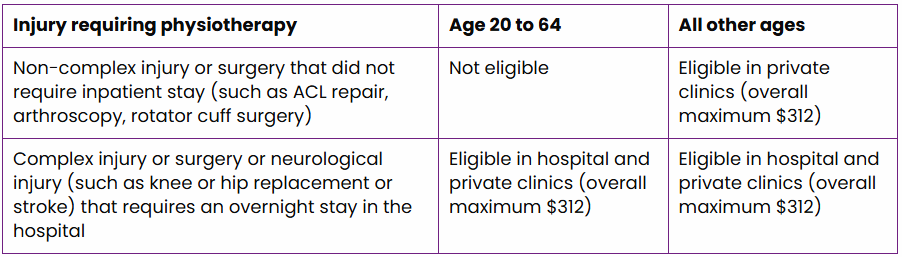 Injury requiring physiotherapy
Age 20 to 64
All other ages
Non-complex injury or surgery that did not
require inpatient stay (such as ACL repair,
arthroscopy, rotator cuff surgery)
Not eligible
Eligible in private
clinics (overall
maximum $312)
Complex injury or surgery or neurological
injury (such as knee or hip replacement or
stroke) that requires an overnight stay in the
hospital
Eligible in hospital and
private clinics (overall
maximum $312)
Eligible in hospital and
private clinics (overall
maximum $312)